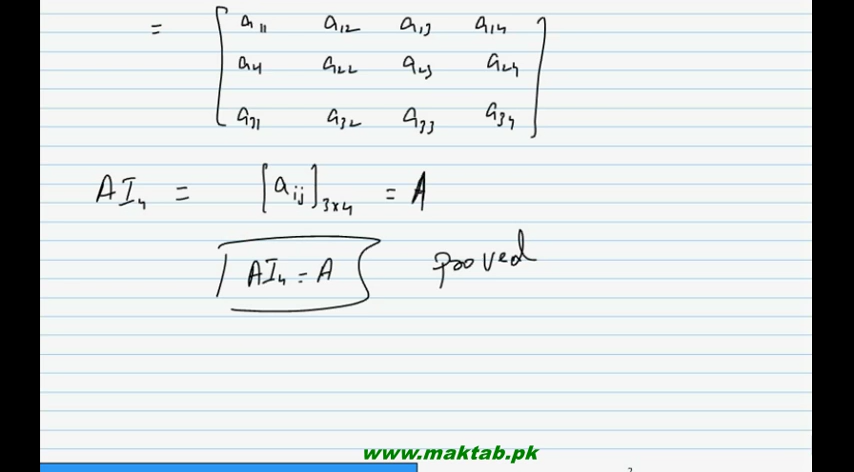 = [ a11 a12 a13 a14
a21 a22 a23 a24
a31 a32 a33 a34 ]
AI4 = [aij]3×4 = A
AI4 = A proved
www.maktab.pk